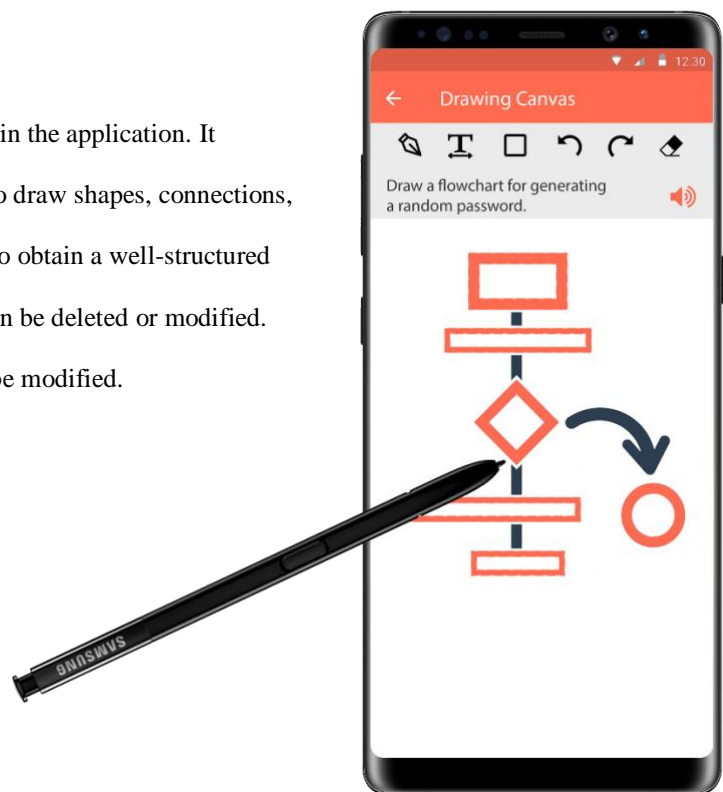 in the application. It
o draw shapes, connections,
o obtain a well-structured
n be deleted or modified.
be modified.
12:30
Drawing Canvas
T
Draw a flowchart for generating
a random password.
SAMSUNG